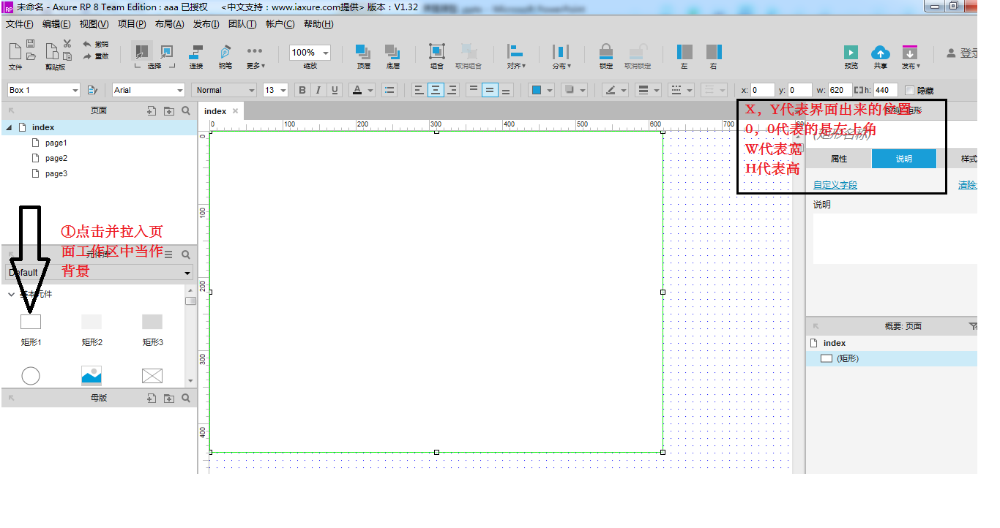 未命名 - Axure RP 8 Team Edition : aaa 已授权 <中文支持：www.iaxure.com提供> 版本：V1.32
文件(F) 编辑(E) 视图(V) 项目(P) 布局(A) 发布(I) 团队(T) 帐户(C) 帮助(H)
撤销
重做
100%
登录
文件 剪贴板 选择 连接 钢笔 更多▼ 缩放 顶层 底层 组合 取消组合 对齐▼ 分布▼ 锁定 取消锁定 左 右 预览 共享 发布▼
Box 1 Arial Normal 13 B I U A x: 0 y: 0 w: 620 h: 440 隐藏
页面
index
page1
page2
page3
index
0 100 200 300 400 500 600 700
0
100
200
300
400
X，Y代表界面出来的位置
0，0代表的是左上角
W代表宽
H代表高
(矩形名称)
属性 说明 样式
自定义字段
说明
①点击并拉入页
面工作区中当作
背景
元件库
Default
基本元件
矩形1 矩形2 矩形3
母版
概要: 页面
index
(矩形)